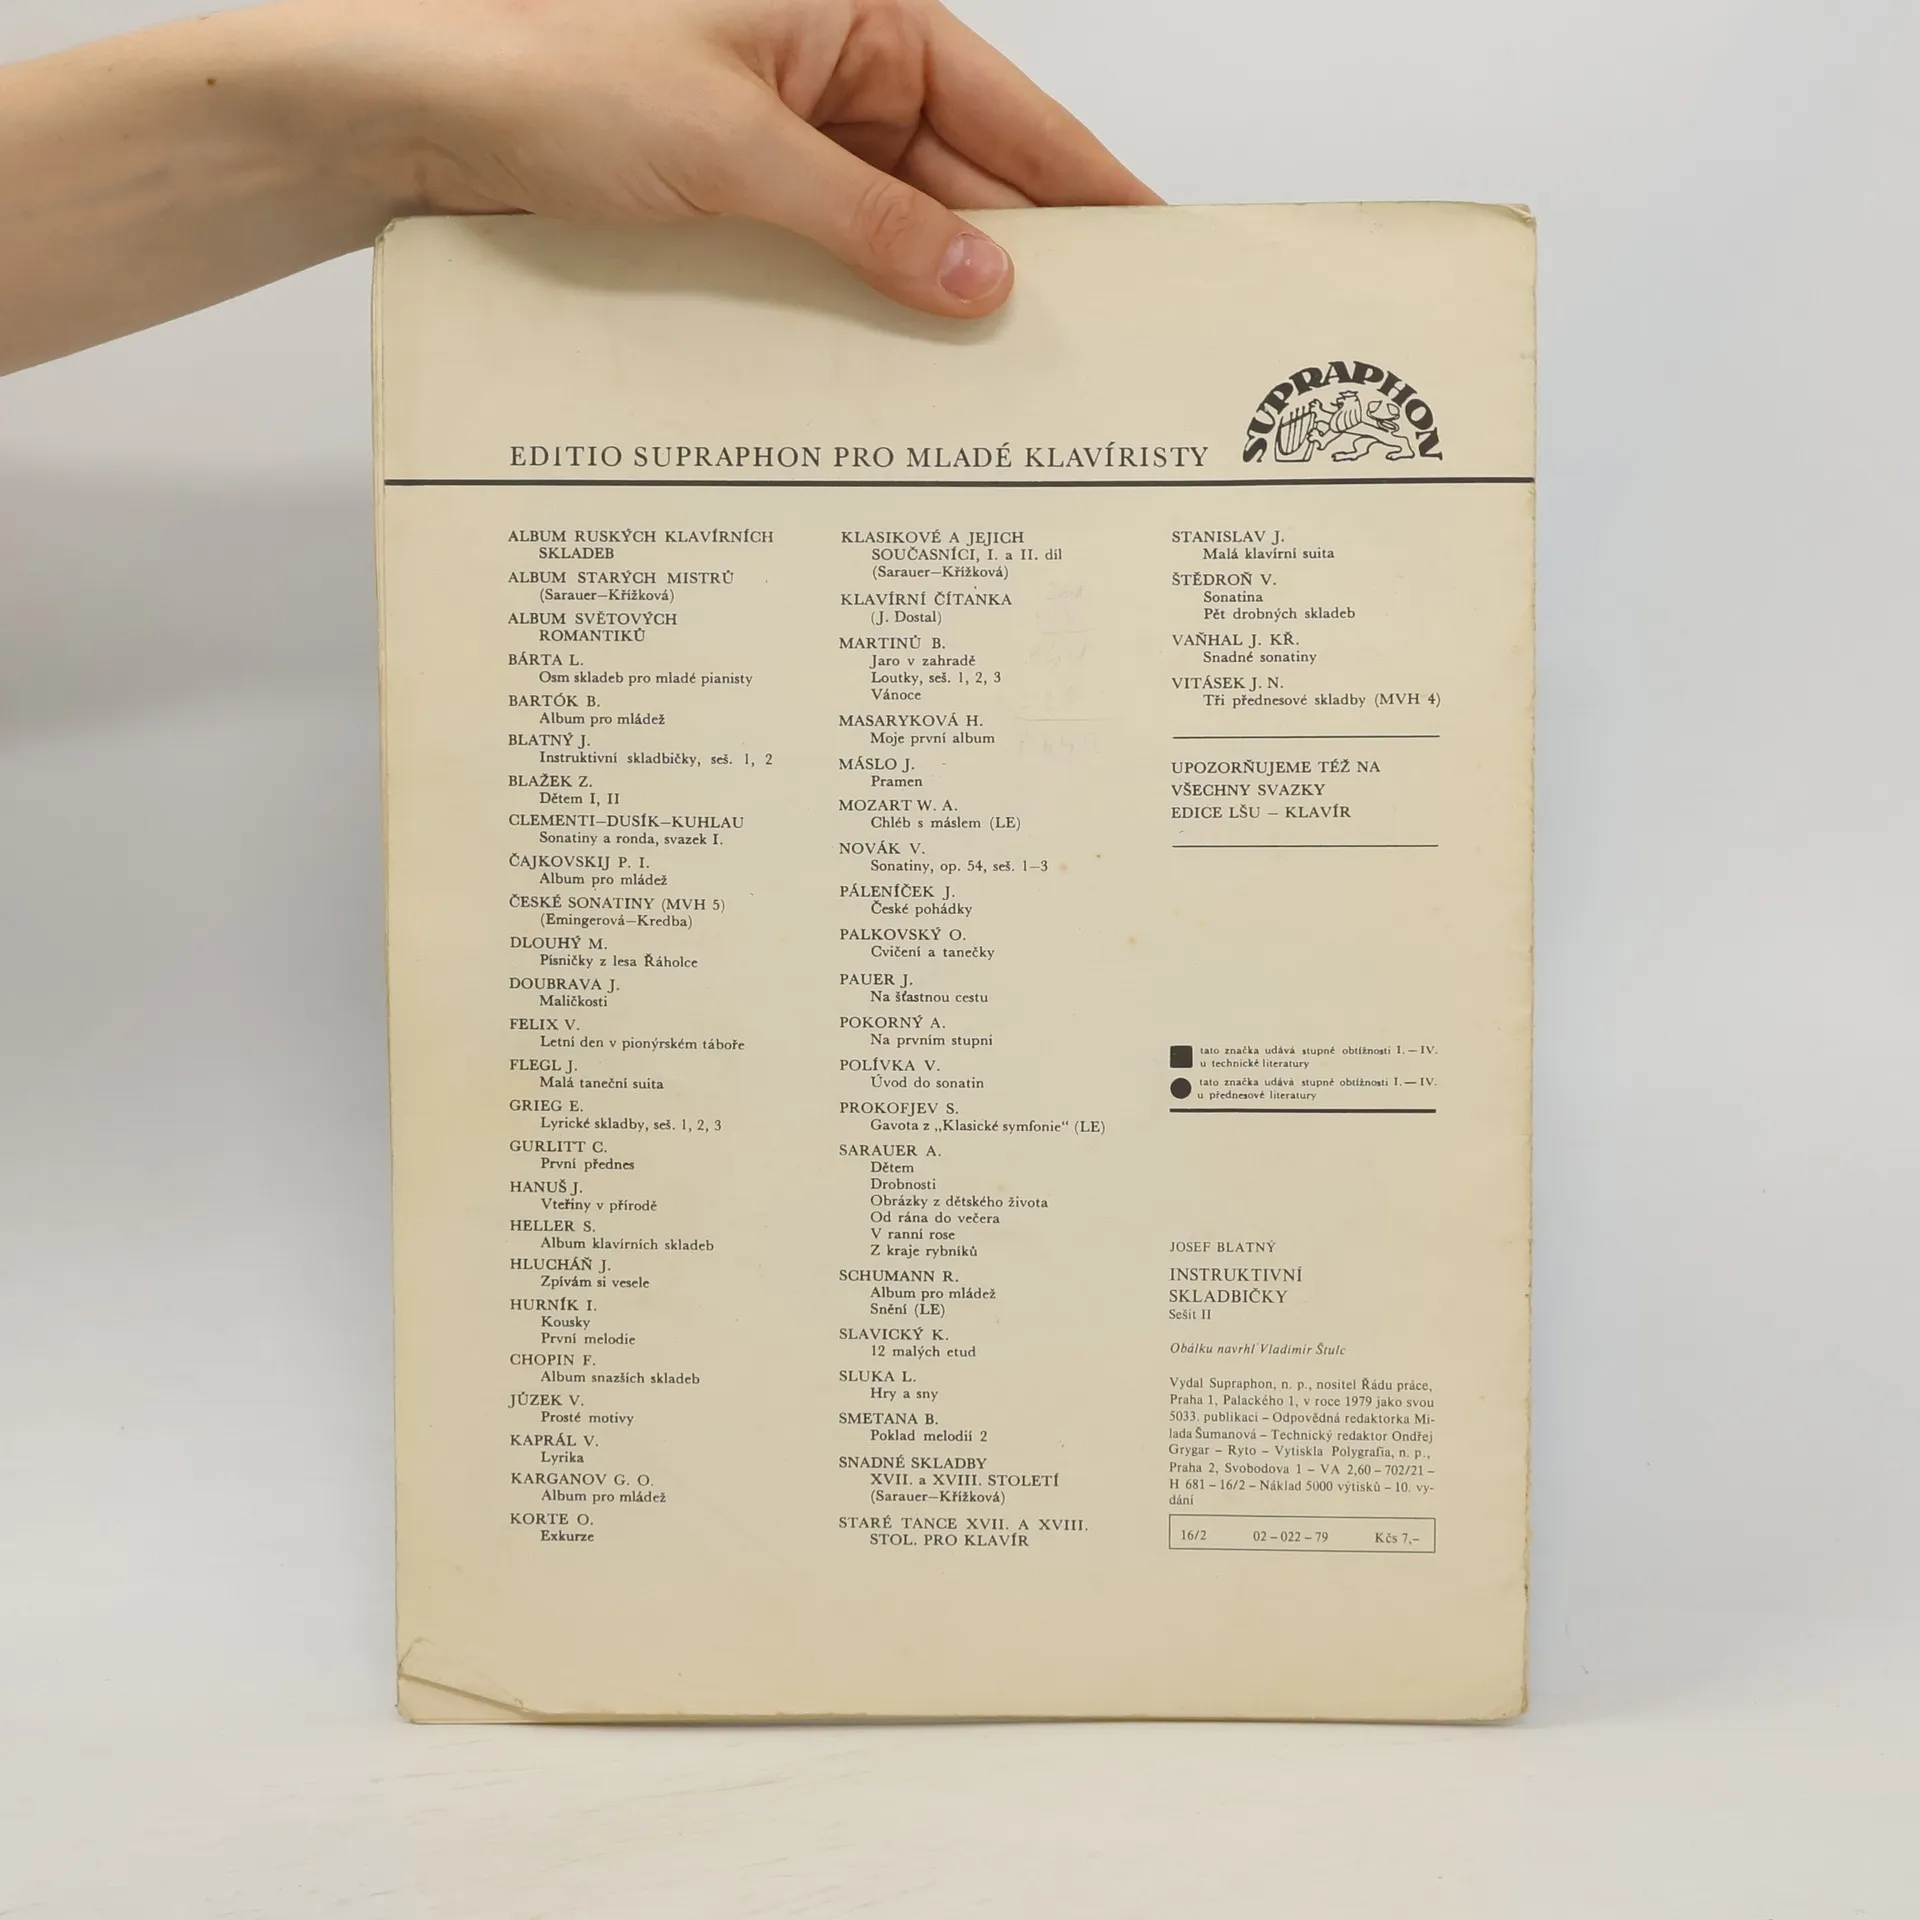 SUPRAPHON
EDITIO SUPRAPHON PRO MLADÉ KLAVÍRISTY
ALBUM RUSKÝCH KLAVÍRNÍCH
SKLADEB
ALBUM STARÝCH MISTRŮ
(Sarauer—Křížková)
ALBUM SVĚTOVÝCH
ROMANTIKŮ
BÁRTA L.
Osm skladeb pro mladé pianisty
BARTÓK B.
Album pro mládež
BLATNÝ J.
Instruktivní skladbičky, seš. 1, 2
BLAŽEK Z.
Dětem I, II
CLEMENTI—DUSÍK—KUHLAU
Sonatiny a ronda, svazek I.
ČAJKOVSKIJ P. I.
Album pro mládež
ČESKÉ SONATINY (MVH 5)
(Emingerová—Kredba)
DLOUHÝ M.
Písničky z lesa Řáholce
DOUBRAVA J.
Maličkosti
FELIX V.
Letní den v pionýrském táboře
FLEGL J.
Malá taneční suita
GRIEG E.
Lyrické skladby, seš. 1, 2, 3
GURLITT C.
První přednes
HANUŠ J.
Vteřiny v přírodě
HELLER S.
Album klavírních skladeb
HLUCHÁŇ J.
Zpívám si vesele
HURNÍK I.
Kousky
První melodie
CHOPIN F.
Album snazších skladeb
JŮZEK V.
Prosté motivy
KAPRÁL V.
Lyrika
KARGANOV G. O.
Album pro mládež
KORTE O.
Exkurze
KLASIKOVÉ A JEJICH
SOUČASNÍCI, I. a II. díl
(Sarauer—Křížková)
KLAVÍRNÍ ČÍTANKA
(J. Dostal)
MARTINŮ B.
Jaro v zahradě
Loutky, seš. 1, 2, 3
Vánoce
MASARYKOVÁ H.
Moje první album
MÁSLO J.
Pramen
MOZART W. A.
Chléb s máslem (LE)
NOVÁK V.
Sonatiny, op. 54, seš. 1—3
PÁLENÍČEK J.
České pohádky
PALKOVSKÝ O.
Cvičení a tanečky
PAUER J.
Na šťastnou cestu
POKORNÝ A.
Na prvním stupni
POLÍVKA V.
Úvod do sonatin
PROKOFJEV S.
Gavota z „Klasické symfonie“ (LE)
SARAUER A.
Dětem
Drobnosti
Obrázky z dětského života
Od rána do večera
V ranní rose
Z kraje rybníků
SCHUMANN R.
Album pro mládež
Snění (LE)
SLAVICKÝ K.
12 malých etud
SLUKA L.
Hry a sny
SMETANA B.
Poklad melodií 2
SNADNÉ SKLADBY
XVII. a XVIII. STOLETÍ
(Sarauer—Křížková)
STARÉ TANCE XVII. A XVIII.
STOL. PRO KLAVÍR
STANISLAV J.
Malá klavírní suita
ŠTĚDROŇ V.
Sonatina
Pět drobných skladeb
VAŇHAL J. KŘ.
Snadné sonatiny
VITÁSEK J. N.
Tři přednesové skladby (MVH 4)
UPOZORŇUJEME TÉŽ NA
VŠECHNY SVAZKY
EDICE LŠU — KLAVÍR
tato značka udává stupně obtížnosti I. — IV.
u technické literatury
tato značka udává stupně obtížnosti I. — IV.
u přednesové literatury
JOSEF BLATNÝ
INSTRUKTIVNÍ
SKLADBIČKY
Sešit II
Obálku navrhl Vladimír Štulc
Vydal Supraphon, n. p., nositel Řádu práce,
Praha 1, Palackého 1, v roce 1979 jako svou
5033. publikaci – Odpovědná redaktorka Mi-
lada Šumanová – Technický redaktor Ondřej
Grygar – Ryto – Vytiskla Polygrafia, n. p.,
Praha 2, Svobodova 1 – VA 2,60 – 702/21 –
H 681 – 16/2 – Náklad 5000 výtisků – 10. vy-
dání
16/2 02 – 022 – 79 Kčs 7,–